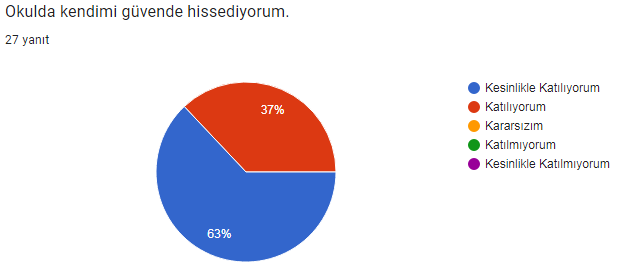 Okulda kendimi güvende hissediyorum.
27 yanıt
37%
63%
Kesinlikle Katılıyorum
Katılıyorum
Kararsızım
Katılmıyorum
Kesinlikle Katılmıyorum